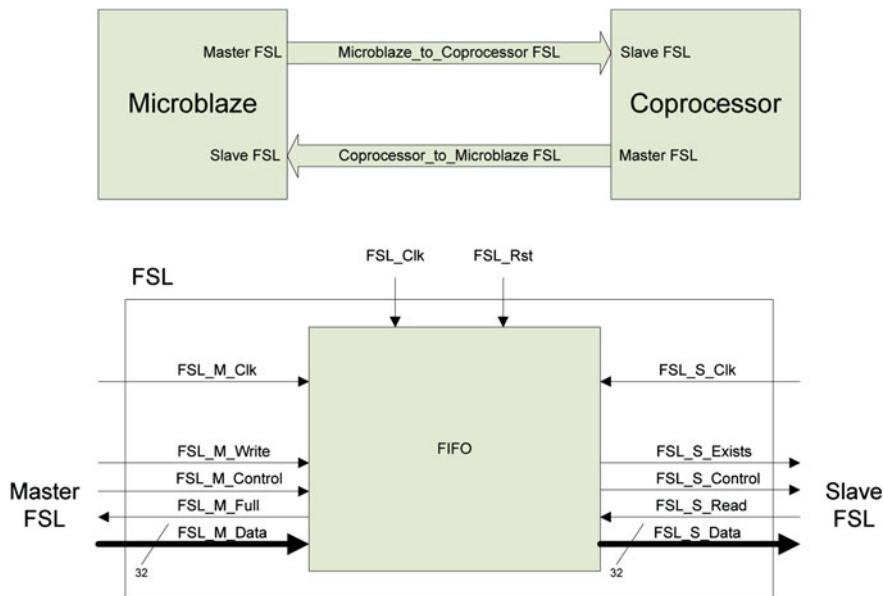 Master FSL Microblaze_to_Coprocessor FSL Slave FSL
Microblaze Coprocessor
Slave FSL Coprocessor_to_Microblaze FSL Master FSL
FSL_Clk FSL_Rst
FSL
FSL_M_Clk FSL_S_Clk
FIFO
FSL_M_Write FSL_S_Exists
FSL_M_Control FSL_S_Control
Master FSL
FSL_M_Full FSL_S_Read
Slave FSL
FSL_M_Data FSL_S_Data
32 32